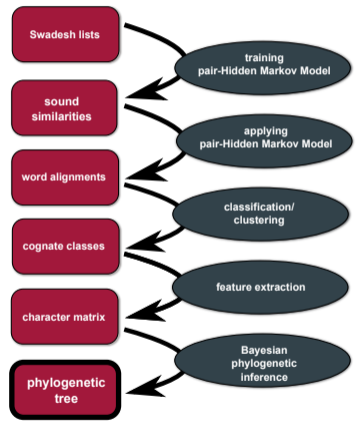 Swadesh lists
training
pair-Hidden Markov Model
sound
similarities
applying
pair-Hidden Markov Model
word alignments
classification/
clustering
cognate classes
feature extraction
character matrix
Bayesian
phylogenetic
inference
phylogenetic
tree